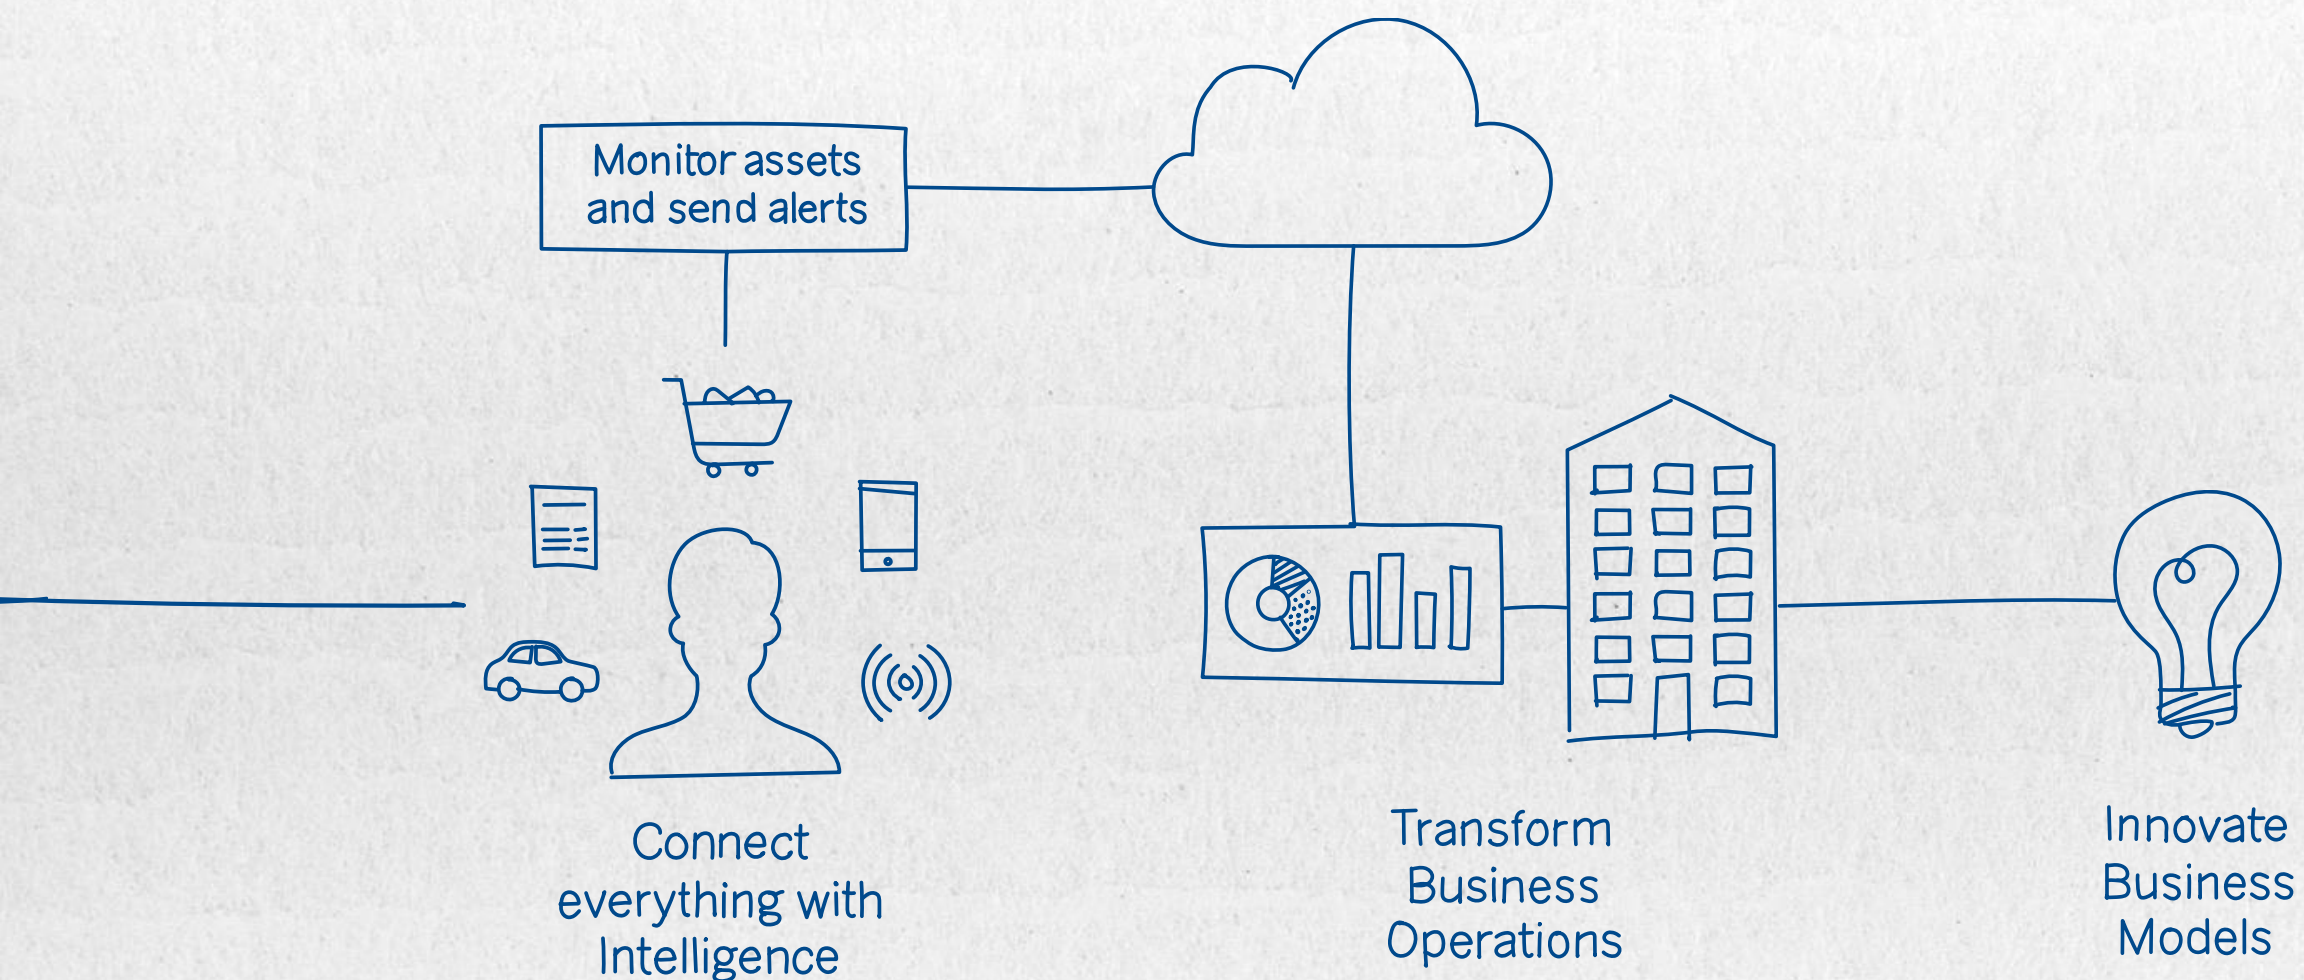 Monitor assets
and send alerts
Connect
everything with
Intelligence
Transform
Business
Operations
Innovate
Business
Models